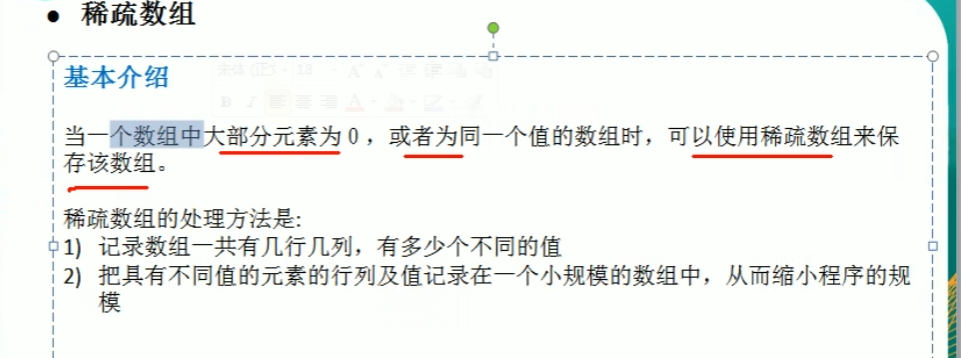 ● 稀疏数组
基本介绍
当一个数组中大部分元素为０，或者为同一个值的数组时，可以使用稀疏数组来保
存该数组。
稀疏数组的处理方法是:
1) 记录数组一共有几行几列，有多少个不同的值
2) 把具有不同值的元素的行列及值记录在一个小规模的数组中，从而缩小程序的规
模